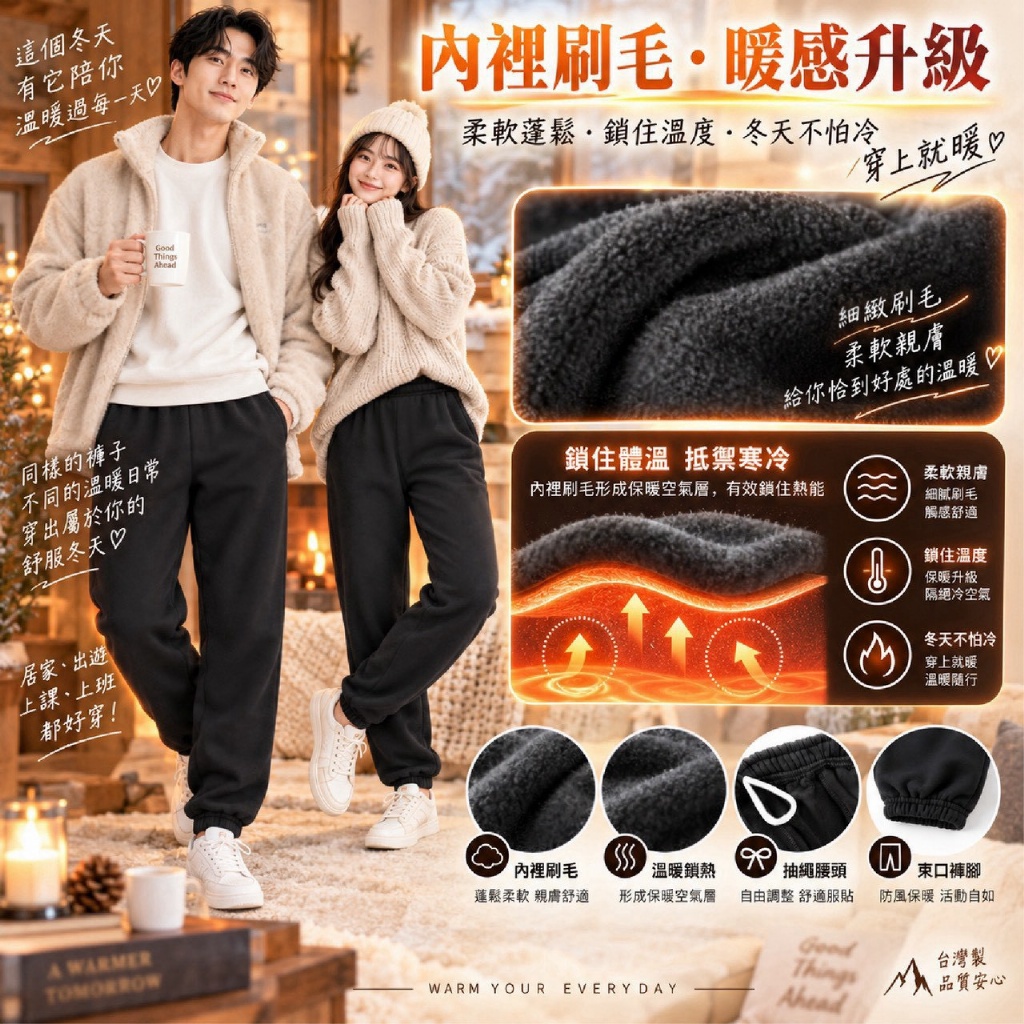 這個冬天
有它陪你
溫暖過每一天♡
Good
Things
Ahead
內裡刷毛·暖感升級
柔軟蓬鬆·鎖住溫度·冬天不怕冷
穿上就暖♡
細緻刷毛
柔軟親膚
給你恰到好處的溫暖♡
同樣的褲子
不同的溫暖日常
穿出屬於你的
舒服冬天♡
居家、出遊
上課、上班
都好穿!
鎖住體溫 抵禦寒冷
內裡刷毛形成保暖空氣層,有效鎖住熱能
柔軟親膚
細膩刷毛
觸感舒適
鎖住溫度
保暖升級
隔絕冷空氣
冬天不怕冷
穿上就暖
溫暖隨行
內裡刷毛
蓬鬆柔軟 親膚舒適
溫暖鎖熱
形成保暖空氣層
抽繩腰頭
自由調整 舒適服貼
束口褲腳
防風保暖 活動自如
A WARMER
TOMORROW
WARM YOUR EVERYDAY
Good
Things
Ahead
台灣製
品質安心